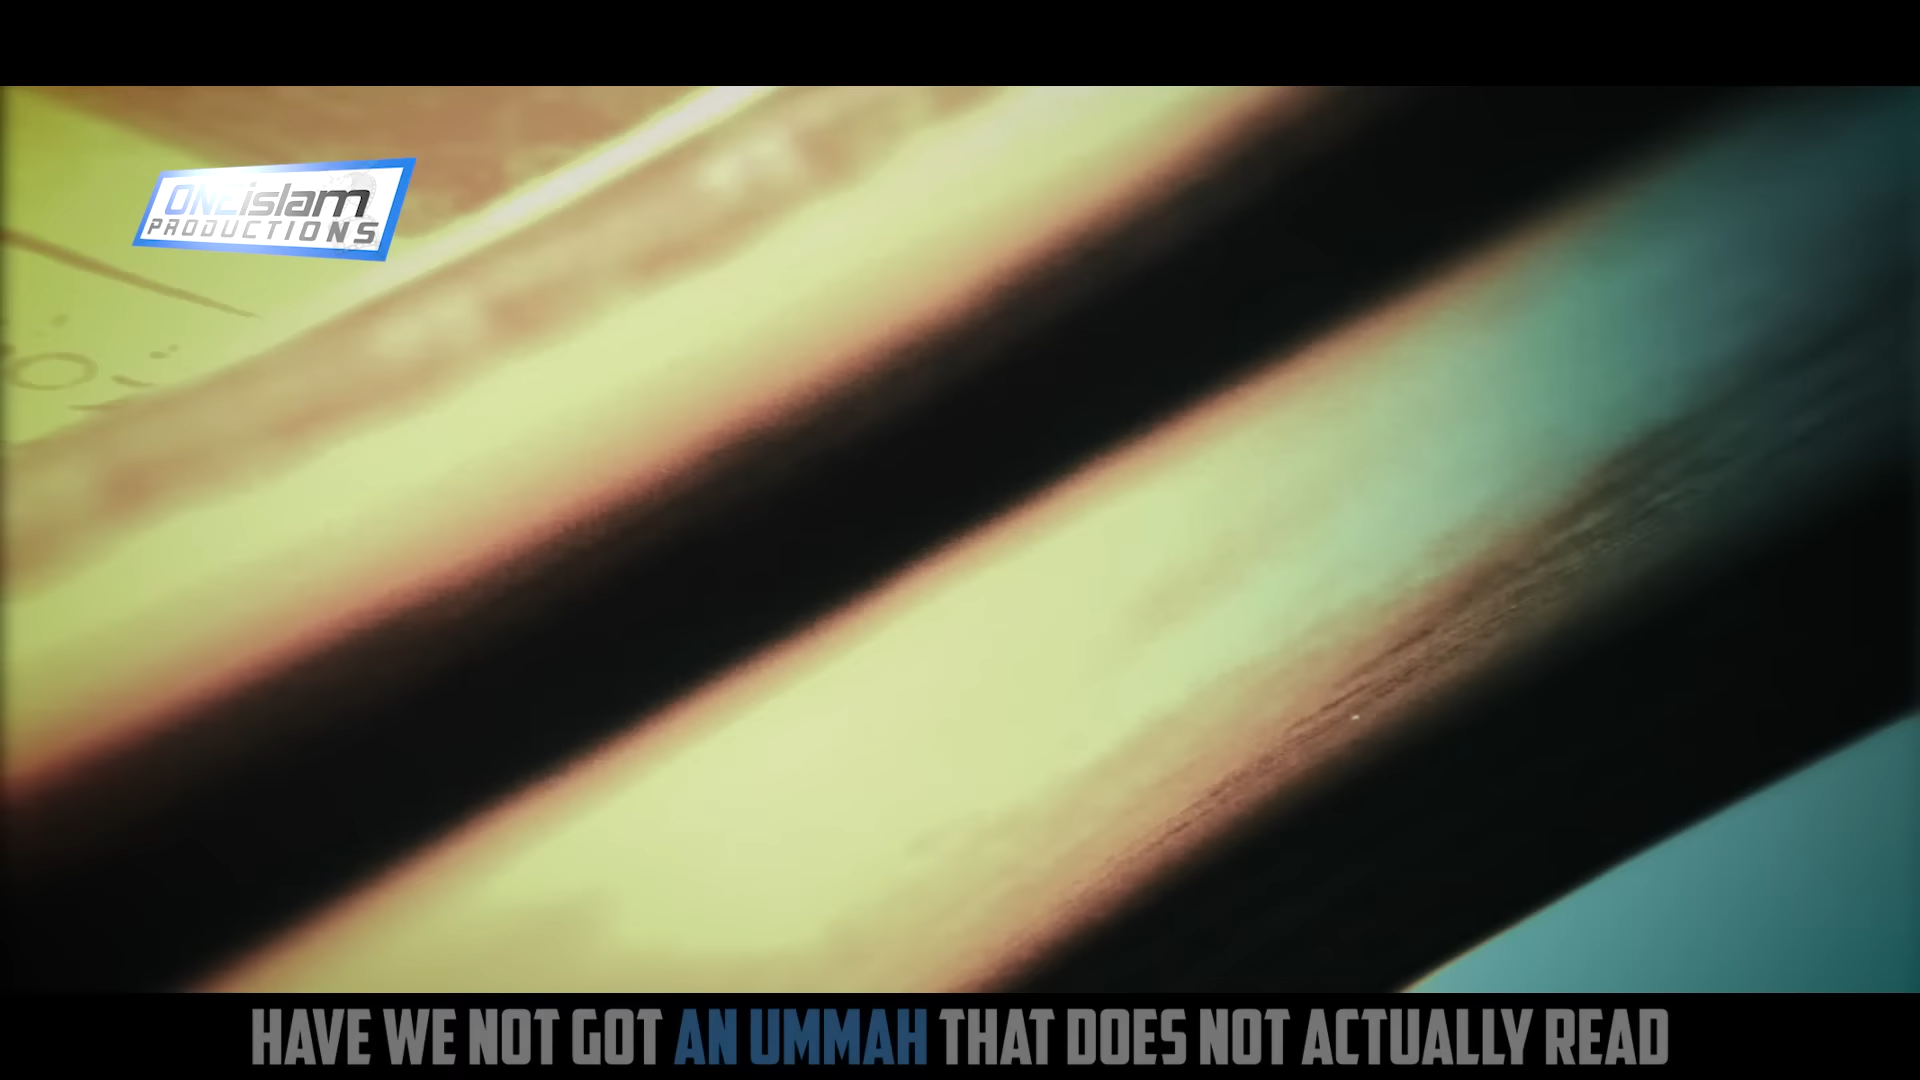 ONEislam
PRODUCTIONS
HAVE WE NOT GOT AN UMMAH THAT DOES NOT ACTUALLY READ